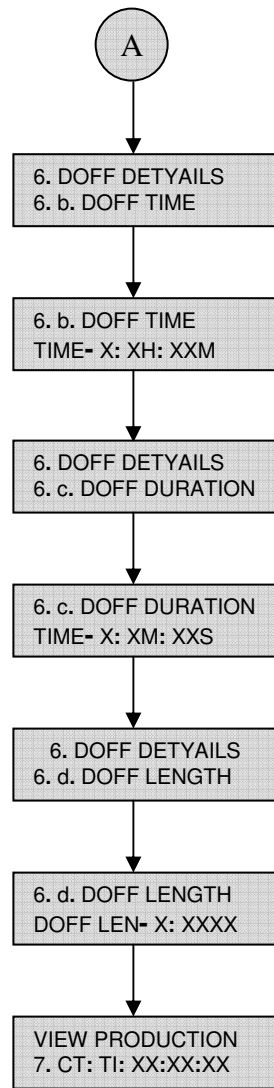 A
6. DOFF DETYAILS
6. b. DOFF TIME
6. b. DOFF TIME
TIME- X: XH: XXM
6. DOFF DETYAILS
6. c. DOFF DURATION
6. c. DOFF DURATION
TIME- X: XM: XXS
6. DOFF DETYAILS
6. d. DOFF LENGTH
6. d. DOFF LENGTH
DOFF LEN- X: XXXX
VIEW PRODUCTION
7. CT: TI: XX:XX:XX